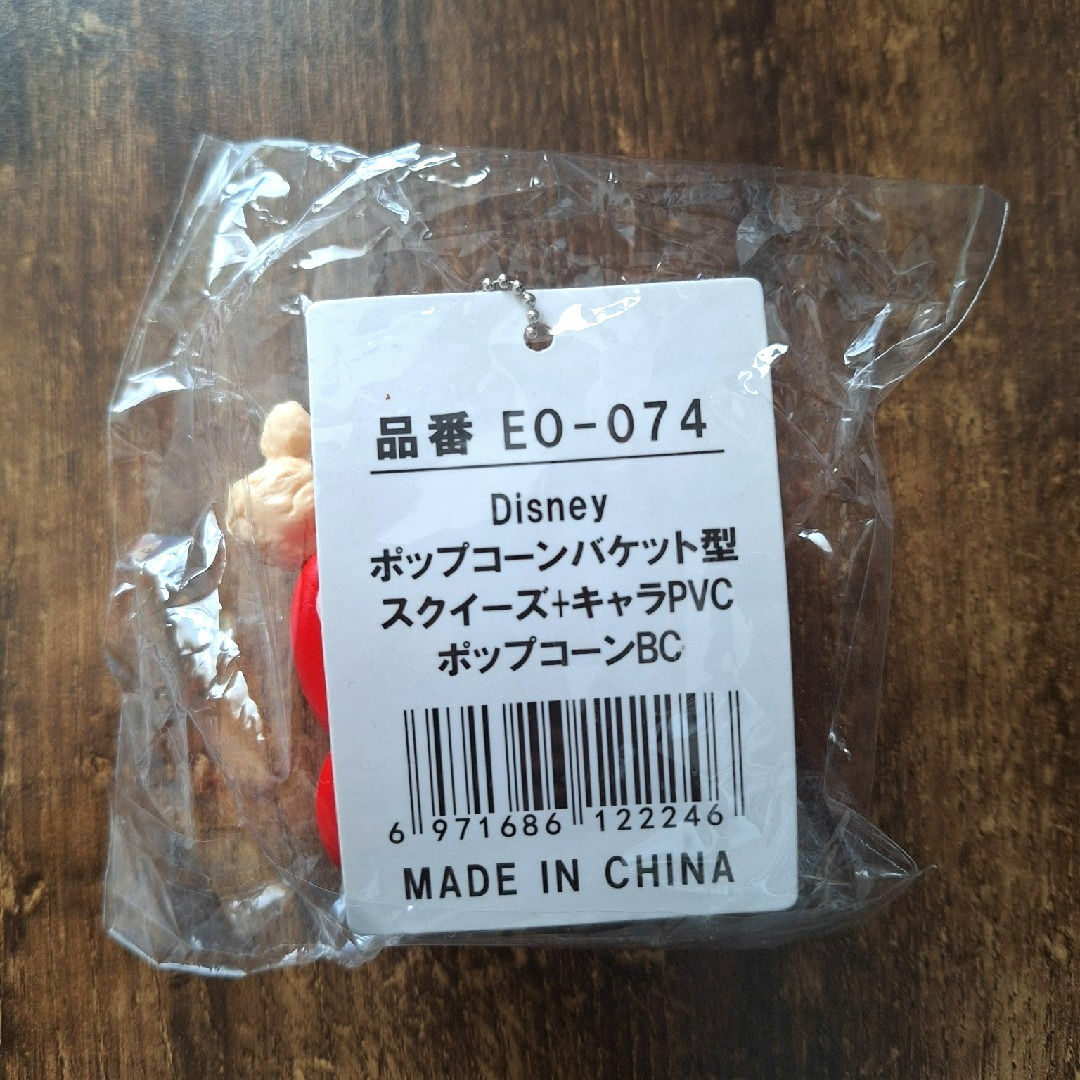 品番 EO-074
Disney
ポップコーンバケット型
スクイーズ+キャラPVC
ポップコーンBC
6 971686 122246
MADE IN CHINA